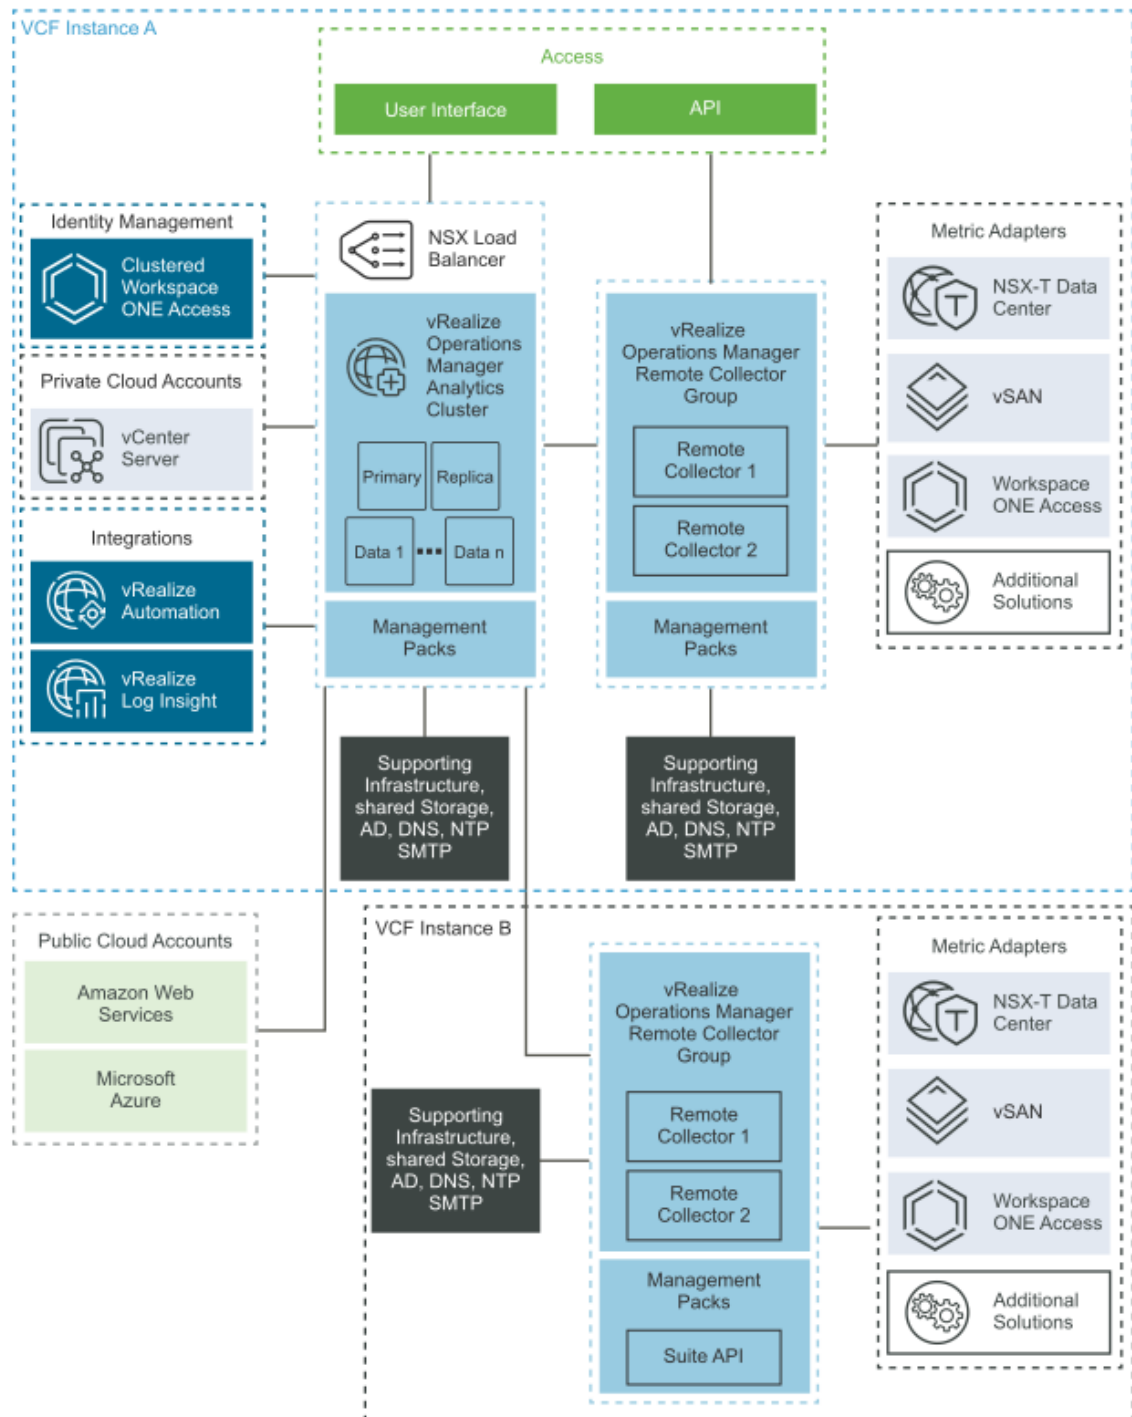 VCF Instance A
Access
User Interface
API
Identity Management
Clustered
Workspace
ONE Access
Private Cloud Accounts
vCenter
Server
Integrations
vRealize
Automation
vRealize
Log Insight
NSX Load
Balancer
vRealize
Operations
Manager
Analytics
Cluster
Primary
Replica
Data 1
Data n
Management
Packs
vRealize
Operations Manager
Remote Collector
Group
Remote
Collector 1
Remote
Collector 2
Management
Packs
Metric Adapters
NSX-T Data
Center
vSAN
Workspace
ONE Access
Additional
Solutions
Supporting
Infrastructure,
shared Storage,
AD, DNS, NTP
SMTP
Supporting
Infrastructure,
shared Storage,
AD, DNS, NTP
SMTP
Public Cloud Accounts
Amazon Web
Services
Microsoft
Azure
VCF Instance B
Supporting
Infrastructure,
shared Storage,
AD, DNS, NTP
SMTP
vRealize
Operations Manager
Remote Collector
Group
Remote
Collector 1
Remote
Collector 2
Management
Packs
Suite API
Metric Adapters
NSX-T Data
Center
vSAN
Workspace
ONE Access
Additional
Solutions